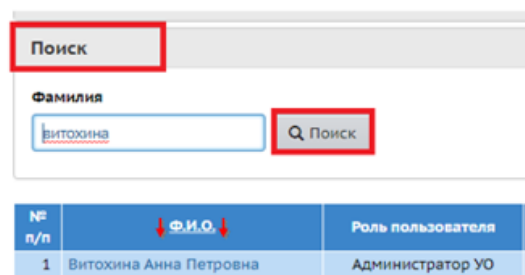 Поиск
Фамилия
витохина
Поиск
№ п/п
Ф.И.О.
Роль пользователя
1 Витохина Анна Петровна Администратор УО